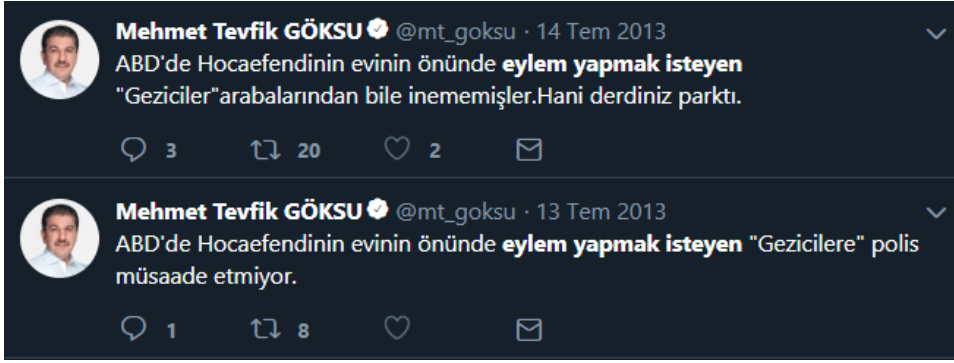 Mehmet Tevfik GÖKSU @mt_goksu · 14 Tem 2013
ABD'de Hocaefendinin evinin önünde eylem yapmak isteyen
"Geziciler"arabalarından bile inememişler.Hani derdiniz parktı.
3 20 2
Mehmet Tevfik GÖKSU @mt_goksu · 13 Tem 2013
ABD'de Hocaefendinin evinin önünde eylem yapmak isteyen "Gezicilere" polis
müsaade etmiyor.
1 8